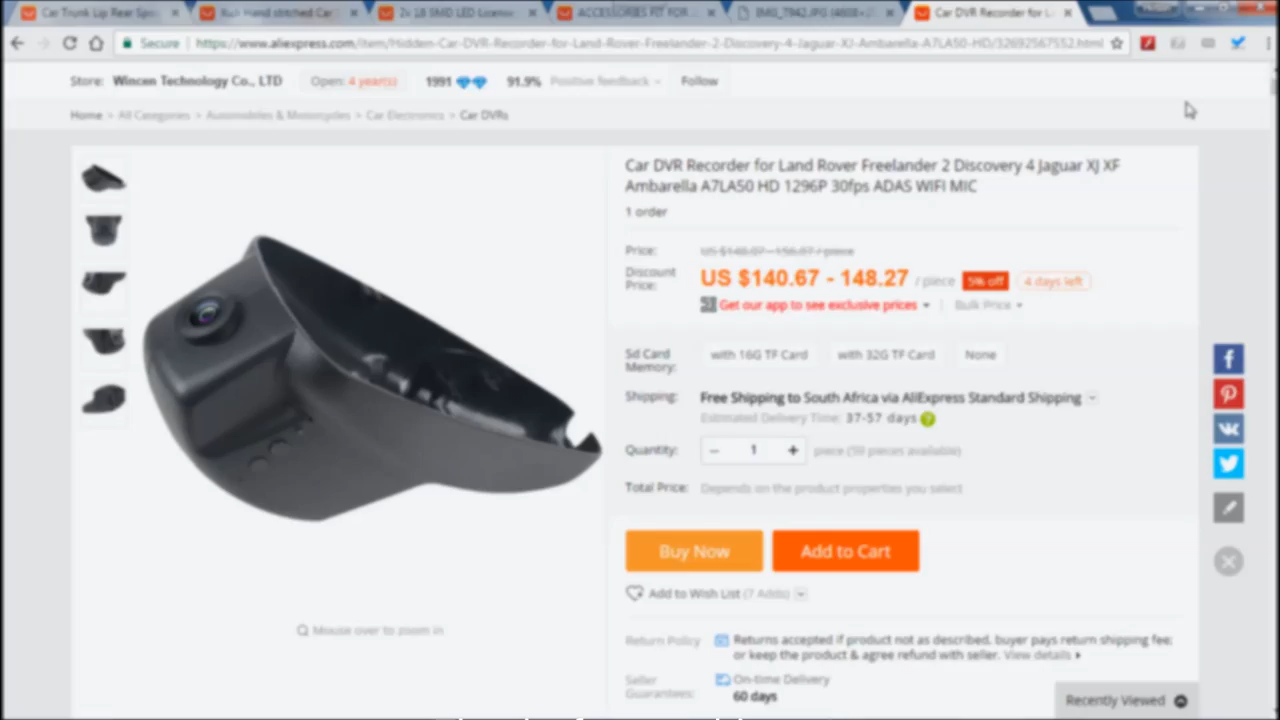 Car Trunk Lip Rear Spo
2x 18 SMD LED License
ACCESSORIES FIT FOR
Car DVR Recorder for L
Secure
https://www.aliexpress.com/item/Hidden-Car-DVR-Recorder-for-Land-Rover-Freelander-2-Discovery-4-Jaguar-XJ-Ambarella-A7LA50-HD/32692567552.html
Store: Wincen Technology Co., LTD Open: 4 year(s) 1991 91.9% Positive feedback Follow
Home > All Categories > Automobiles & Motorcycles > Car Electronics > Car DVRs
Car DVR Recorder for Land Rover Freelander 2 Discovery 4 Jaguar XJ XF
Ambarella A7LA50 HD 1296P 30fps ADAS WIFI MIC
1 order
Price: US $148.07 - 156.07 / piece
Discount Price: US $140.67 - 148.27 / piece 5% off 4 days left
Get our app to see exclusive prices Bulk Price
Sd Card Memory: with 16G TF Card with 32G TF Card None
Shipping: Free Shipping to South Africa via AliExpress Standard Shipping
Estimated Delivery Time: 37-57 days
Quantity: 1 piece (50 pieces available)
Total Price: Depends on the product properties you select
Buy Now Add to Cart
Add to Wish List (7 Adds)
Mouse over to zoom in
Return Policy Returns accepted if product not as described, buyer pays return shipping fee;
or keep the product & agree refund with seller. View details
Seller Guarantees: On-time Delivery
60 days
Recently Viewed